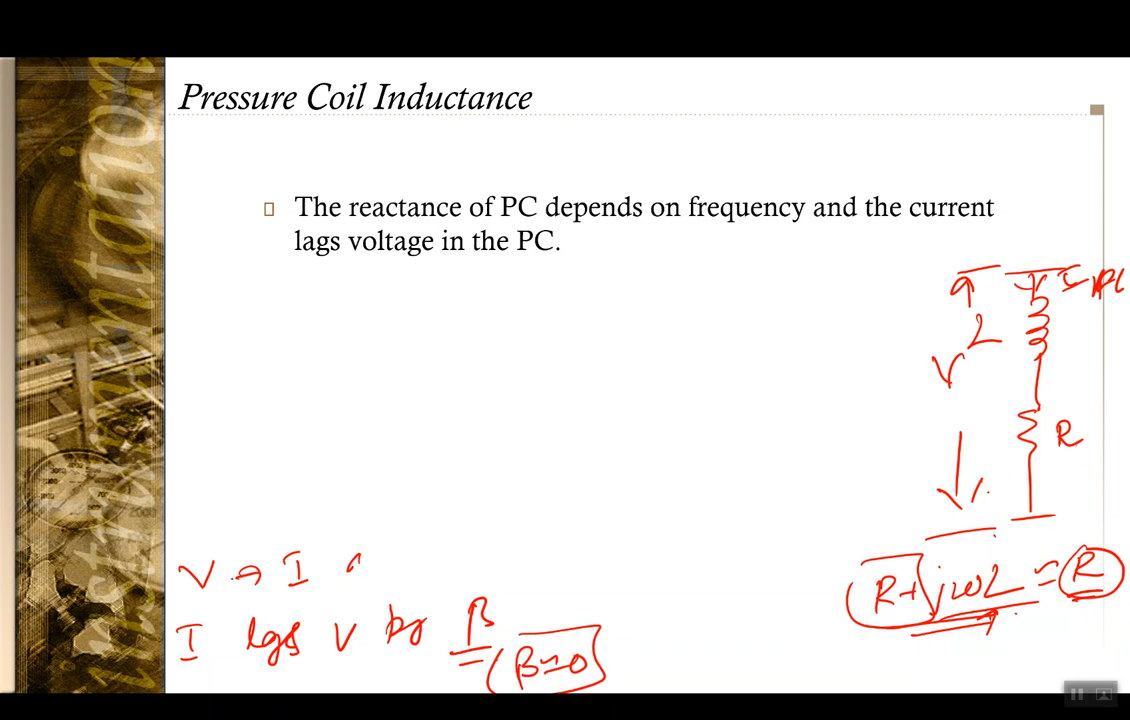 Pressure Coil Inductance
The reactance of PC depends on frequency and the current
lags voltage in the PC.
L
V
R
R+jωL ≈ R
V → I
I lgs V by β
(β≃0)